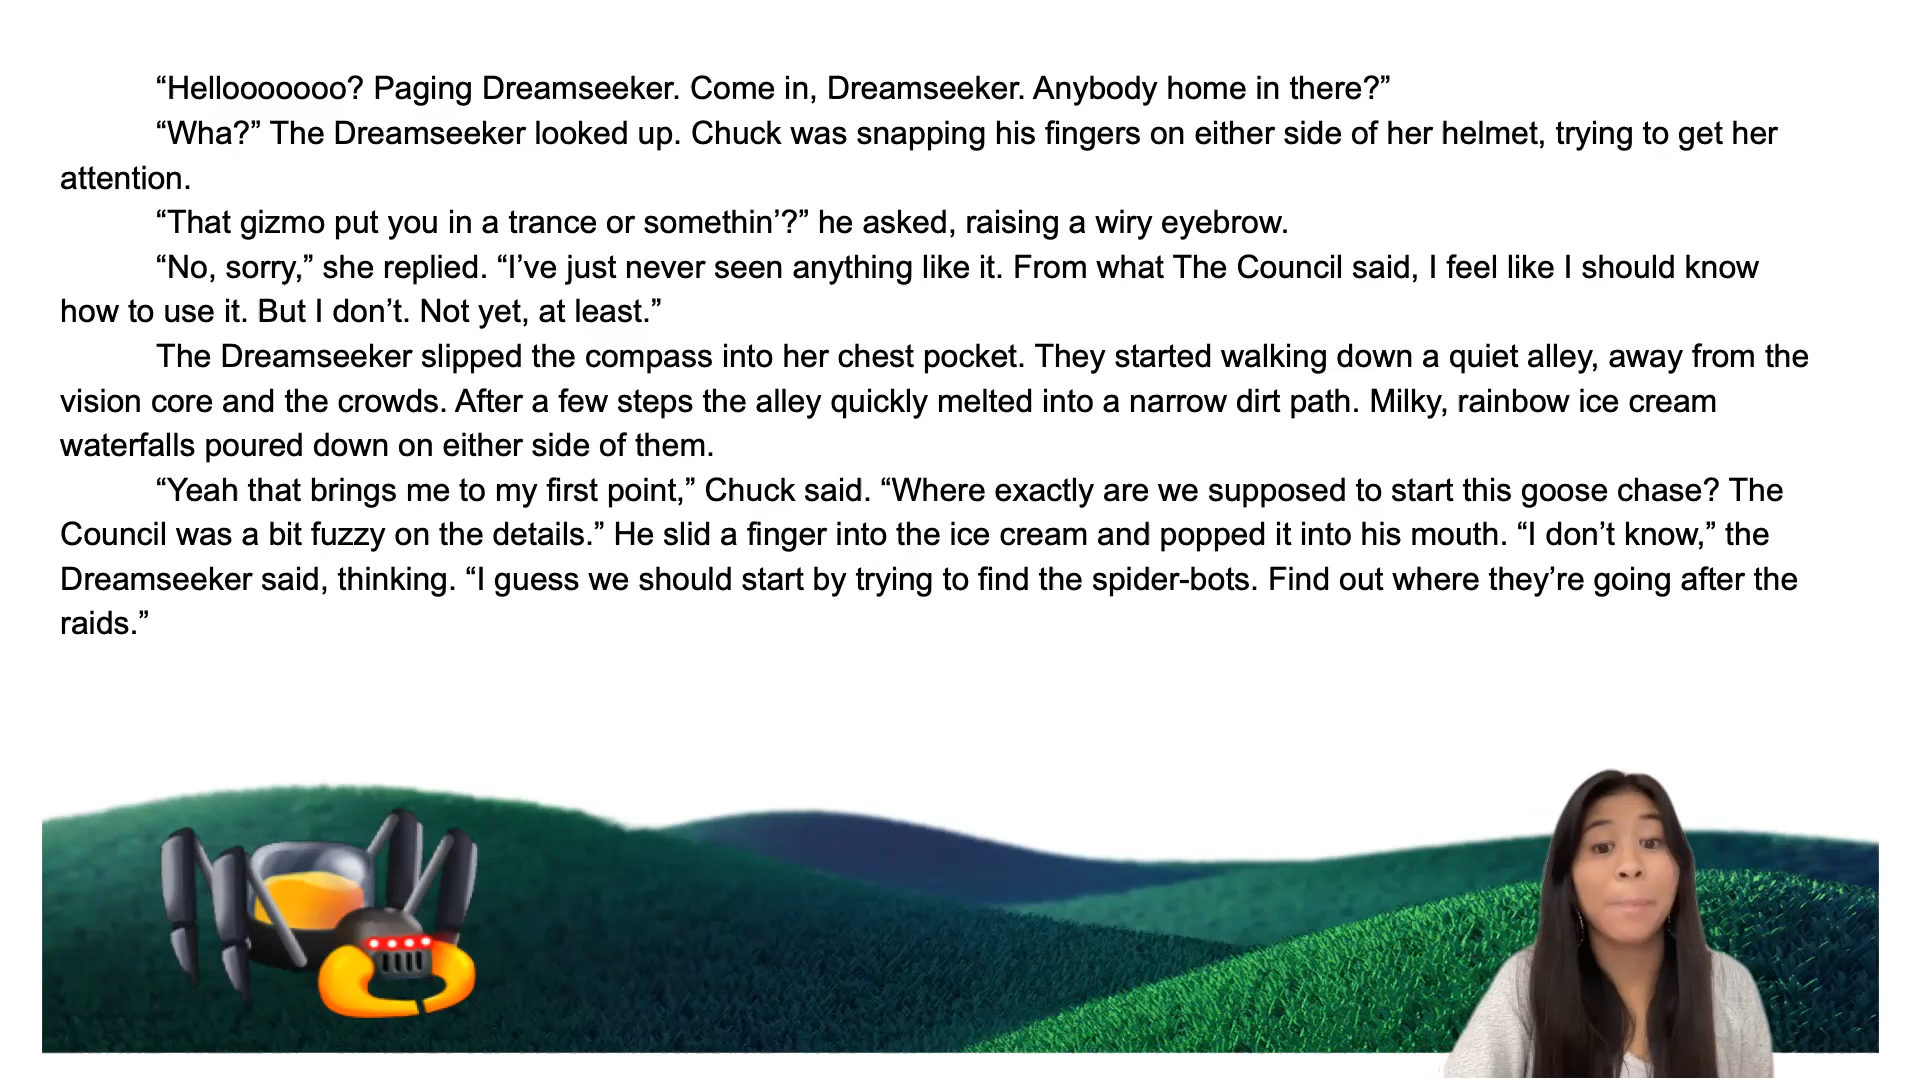 “Hellooooooo? Paging Dreamseeker. Come in, Dreamseeker. Anybody home in there?”
“Wha?” The Dreamseeker looked up. Chuck was snapping his fingers on either side of her helmet, trying to get her
attention.
“That gizmo put you in a trance or somethin’?” he asked, raising a wiry eyebrow.
“No, sorry,” she replied. “I’ve just never seen anything like it. From what The Council said, I feel like I should know
how to use it. But I don’t. Not yet, at least.”
The Dreamseeker slipped the compass into her chest pocket. They started walking down a quiet alley, away from the
vision core and the crowds. After a few steps the alley quickly melted into a narrow dirt path. Milky, rainbow ice cream
waterfalls poured down on either side of them.
“Yeah that brings me to my first point,” Chuck said. “Where exactly are we supposed to start this goose chase? The
Council was a bit fuzzy on the details.” He slid a finger into the ice cream and popped it into his mouth. “I don’t know,” the
Dreamseeker said, thinking. “I guess we should start by trying to find the spider-bots. Find out where they’re going after the
raids.”